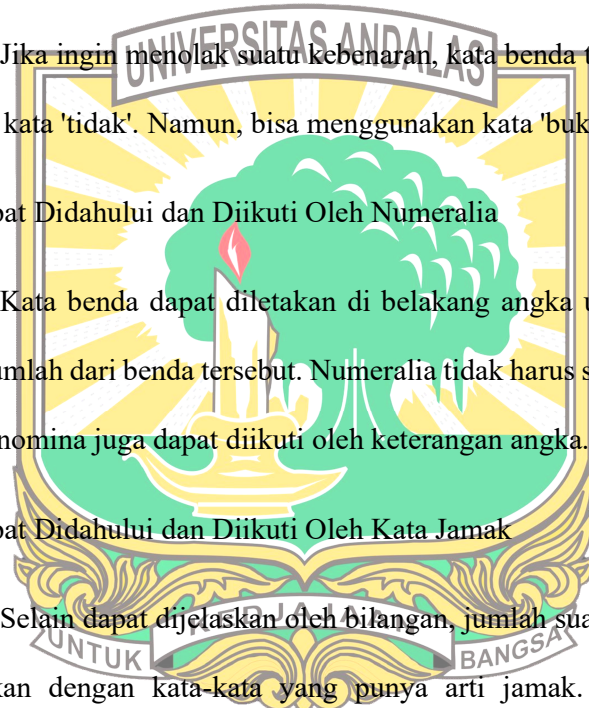 UNIVERSITAS ANDALAS
Jika ingin menolak suatu kebenaran, kata benda
kata 'tidak'. Namun, bisa menggunakan kata 'buk
pat Didahului dan Diikuti Oleh Numeralia
Kata benda dapat diletakan di belakang angka
umlah dari benda tersebut. Numeralia tidak harus s
nomina juga dapat diikuti oleh keterangan angka.
pat Didahului dan Diikuti Oleh Kata Jamak
Selain dapat dijelaskan oleh bilangan, jumlah sua
kan dengan kata-kata yang punya arti jamak.
UNTUK KEDJAJAAN BANGSA